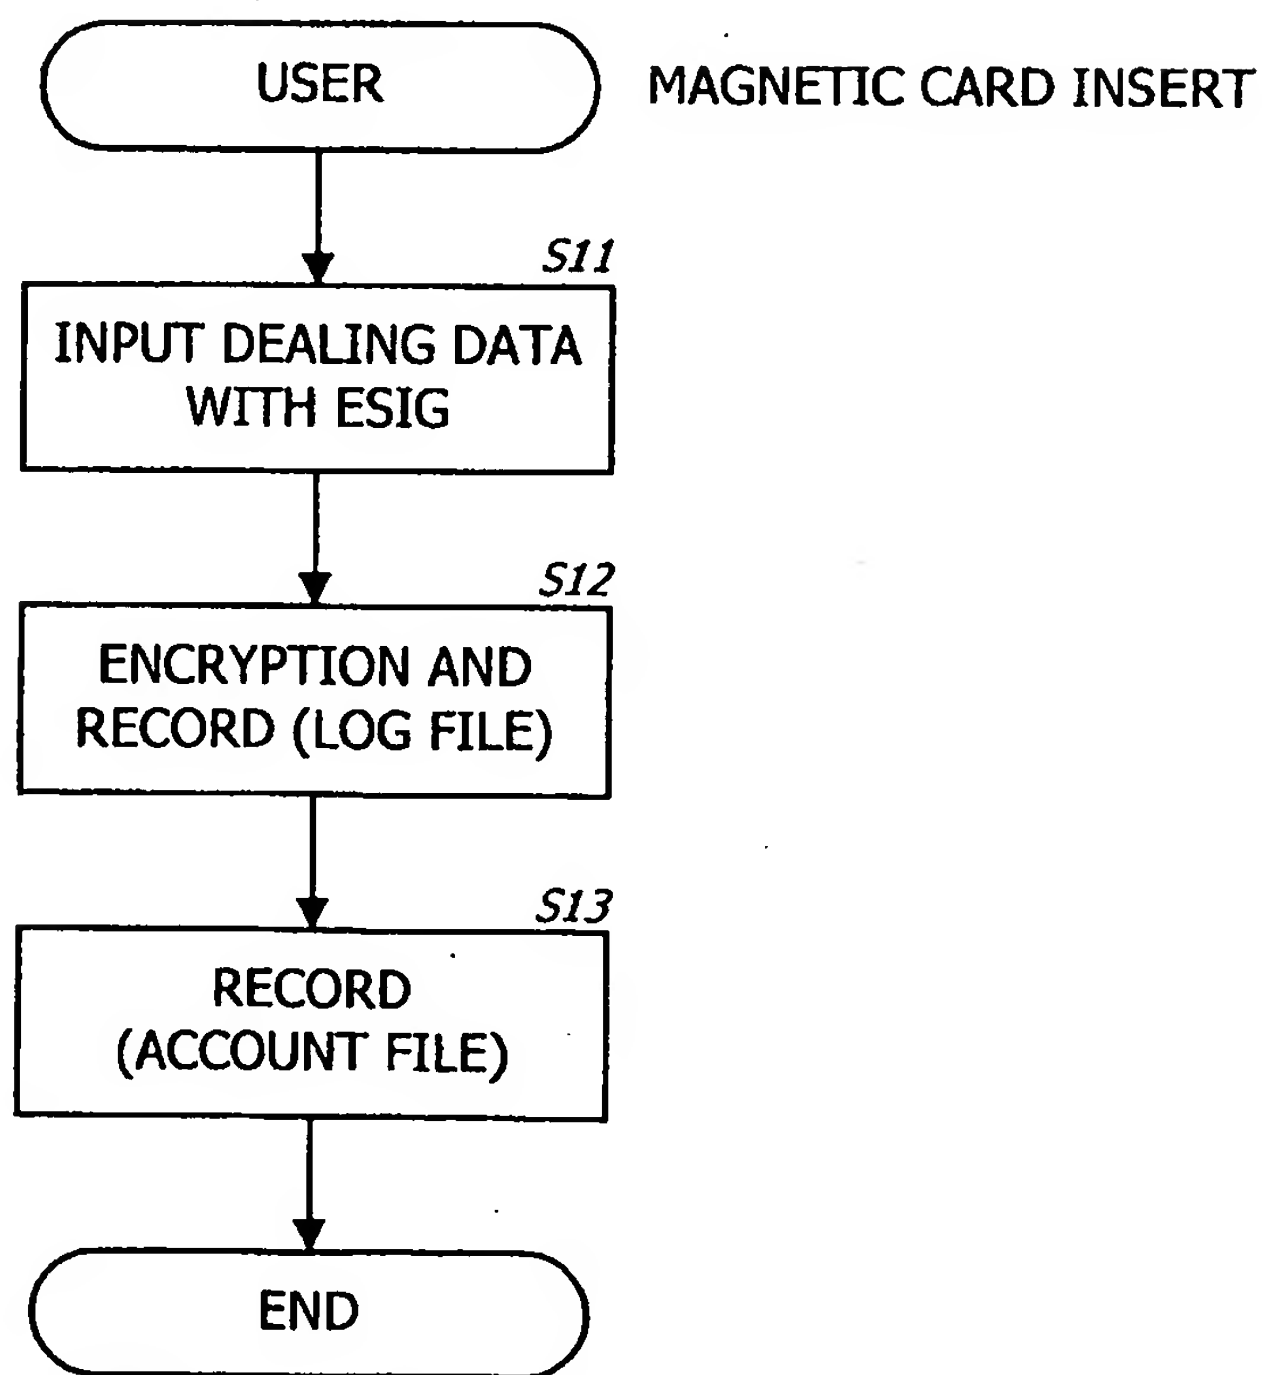 USER
MAGNETIC CARD INSERT
S11
INPUT DEALING DATA
WITH ESIG
S12
ENCRYPTION AND
RECORD (LOG FILE)
S13
RECORD
(ACCOUNT FILE)
END